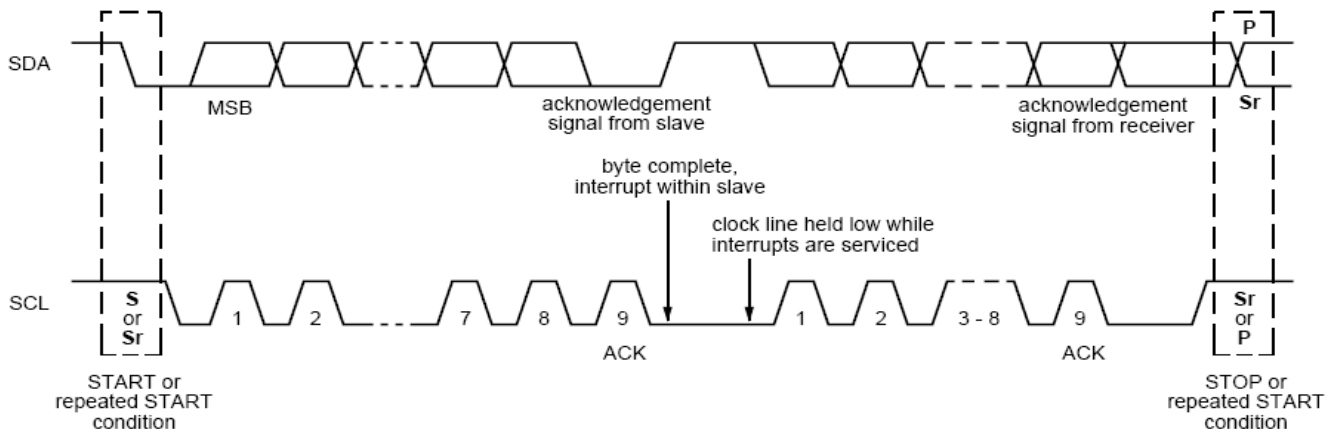 P
SDA
MSB
acknowledgement
signal from slave
acknowledgement
signal from receiver
Sr
byte complete,
interrupt within slave
clock line held low while
interrupts are serviced
SCL
S
or
Sr
1
2
7
8
9
1
2
3 - 8
9
Sr
or
P
ACK
ACK
START or
repeated START
condition
STOP or
repeated START
condition